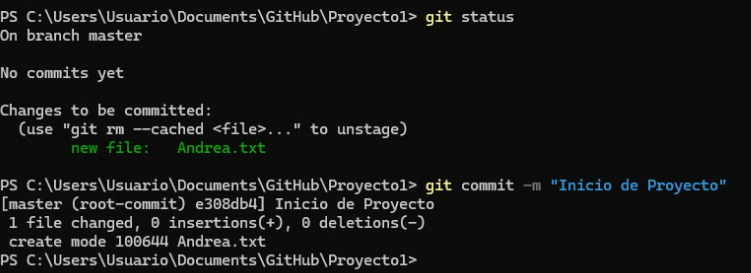 PS C:\Users\Usuario\Documents\GitHub\Proyecto1> git status
On branch master

No commits yet

Changes to be committed:
  (use "git rm --cached <file>..." to unstage)
        new file:   Andrea.txt

PS C:\Users\Usuario\Documents\GitHub\Proyecto1> git commit -m "Inicio de Proyecto"
[master (root-commit) e308db4] Inicio de Proyecto
 1 file changed, 0 insertions(+), 0 deletions(-)
 create mode 100644 Andrea.txt
PS C:\Users\Usuario\Documents\GitHub\Proyecto1>